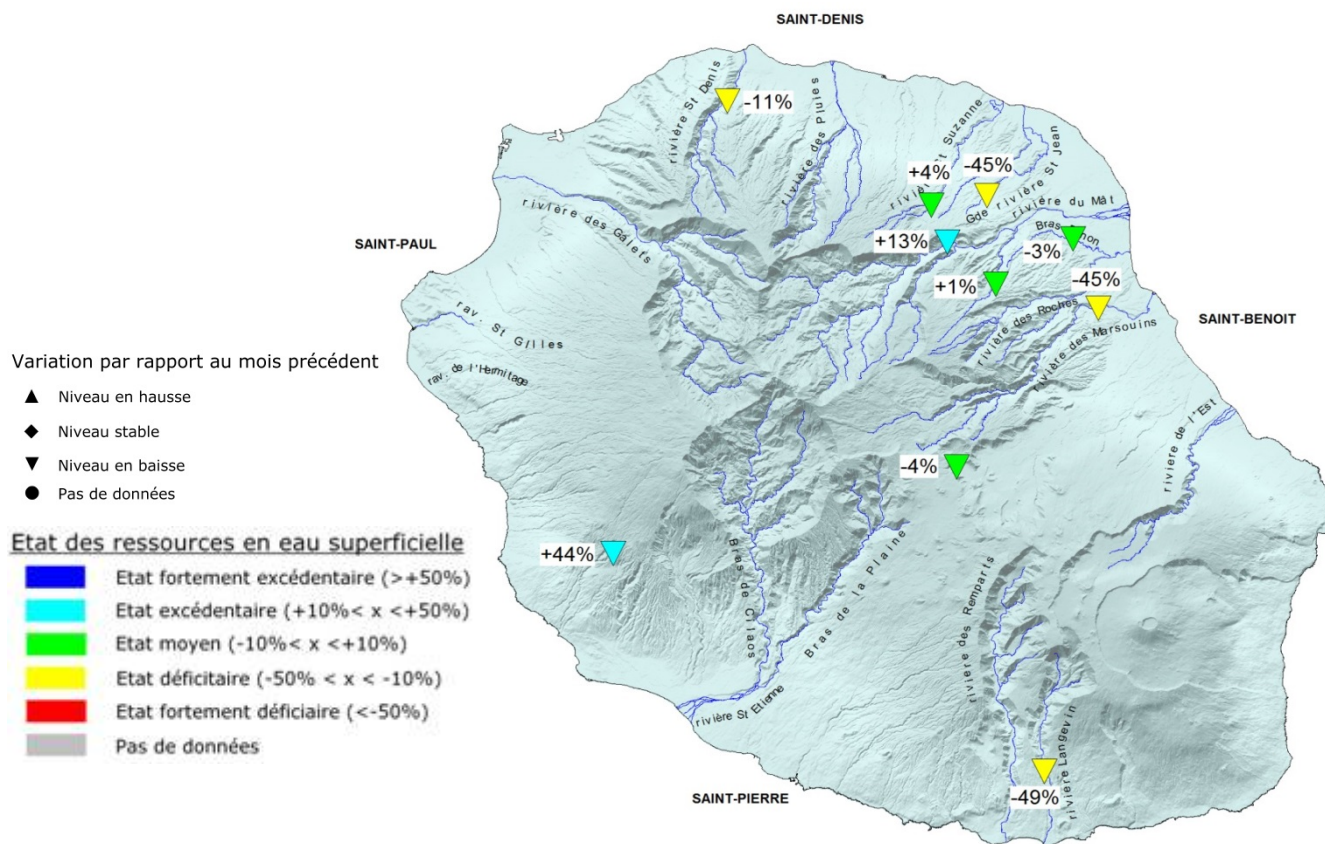 SAINT-DENIS
rivière St Denis
-11%
rivière des Pluies
rivière St Suzanne
+4%
-45%
Gde rivière St Jean
rivière du Mât
rivière des Galets
SAINT-PAUL
+13%
Bras
non
-3%
+1%
-45%
rivière des Roches
SAINT-BENOIT
rivière des Marsouins
rav. St Gilles
rav. de l'Hermitage
rivière de l'Est
-4%
+44%
Bras de Cilaos
Bras de la Plaine
rivière des Remparts
rivière St Etienne
rivière Langevin
-49%
SAINT-PIERRE
Variation par rapport au mois précédent
Niveau en hausse
Niveau stable
Niveau en baisse
Pas de données
Etat des ressources en eau superficielle
Etat fortement excédentaire (>+50%)
Etat excédentaire (+10%< x <+50%)
Etat moyen (-10%< x <+10%)
Etat déficitaire (-50% < x < -10%)
Etat fortement déficiaire (<-50%)
Pas de données